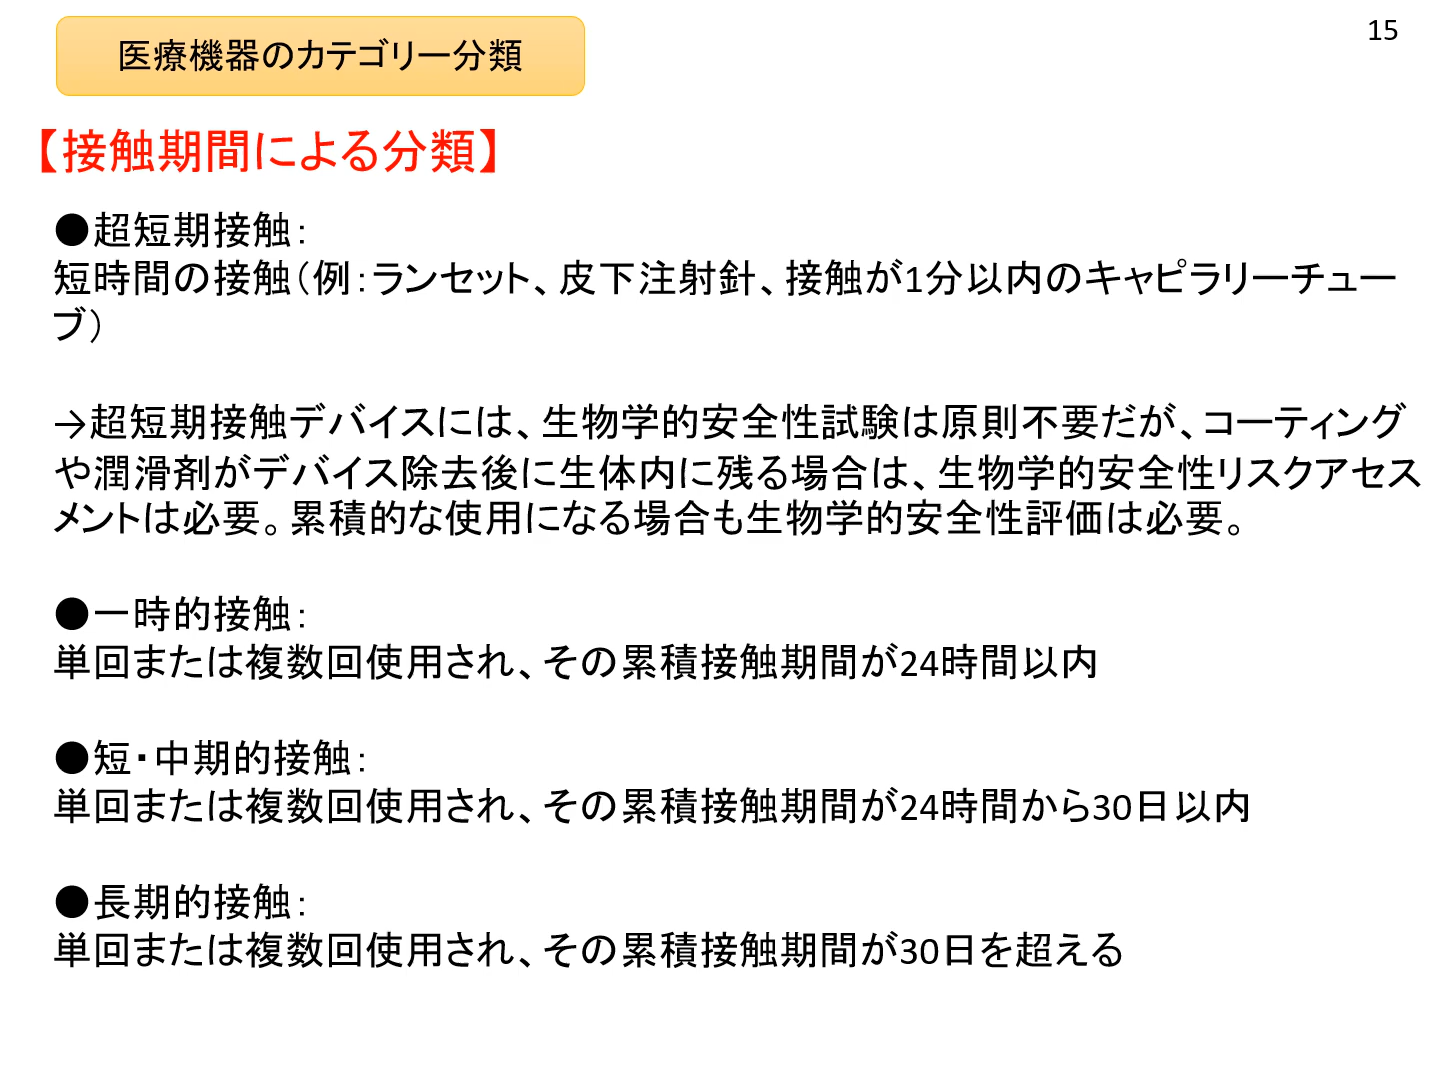 15
医療機器のカテゴリー分類
【接触期間による分類】
●超短期接触：
短時間の接触（例：ランセット、皮下注射針、接触が1分以内のキャピラリーチュー
ブ）
→超短期接触デバイスには、生物学的安全性試験は原則不要だが、コーティング
や潤滑剤がデバイス除去後に生体内に残る場合は、生物学的安全性リスクアセス
メントは必要。累積的な使用になる場合も生物学的安全性評価は必要。
●一時的接触：
単回または複数回使用され、その累積接触期間が24時間以内
●短・中期的接触：
単回または複数回使用され、その累積接触期間が24時間から30日以内
●長期的接触：
単回または複数回使用され、その累積接触期間が30日を超える